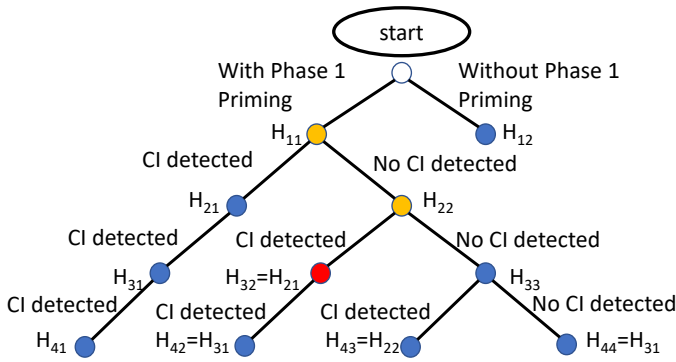 start
With Phase 1
Priming
Without Phase 1
Priming
H11
H12
CI detected
No CI detected
H21
H22
CI detected
CI detected
No CI detected
H31
H32=H21
H33
CI detected
CI detected
CI detected
No CI detected
H41
H42=H31
H43=H22
H44=H31